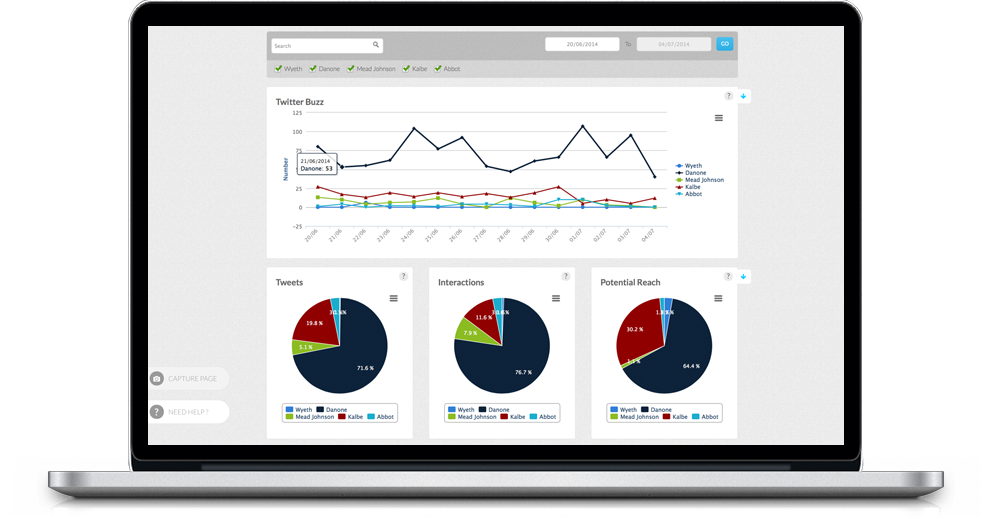 Search
20/06/2014 To 04/07/2014 GO
Wyeth Danone Mead Johnson Kalbe Abbot
?
Twitter Buzz
125
100
75
25
0
-25
Number
21/06/2014
Danone: 53
20/06 21/06 22/06 23/06 24/06 25/06 26/06 27/06 28/06 29/06 30/06 01/07 02/07 03/07 04/07
Wyeth
Danone
Mead Johnson
Kalbe
Abbot
Tweets ?
19.8 %
5.1 %
71.6 %
Wyeth Danone
Mead Johnson Kalbe Abbot
Interactions ?
11.6 %
7.9 %
76.7 %
Wyeth Danone
Mead Johnson Kalbe Abbot
Potential Reach ?
30.2 %
64.4 %
Wyeth Danone
Mead Johnson Kalbe Abbot
CAPTURE PAGE
? NEED HELP ?